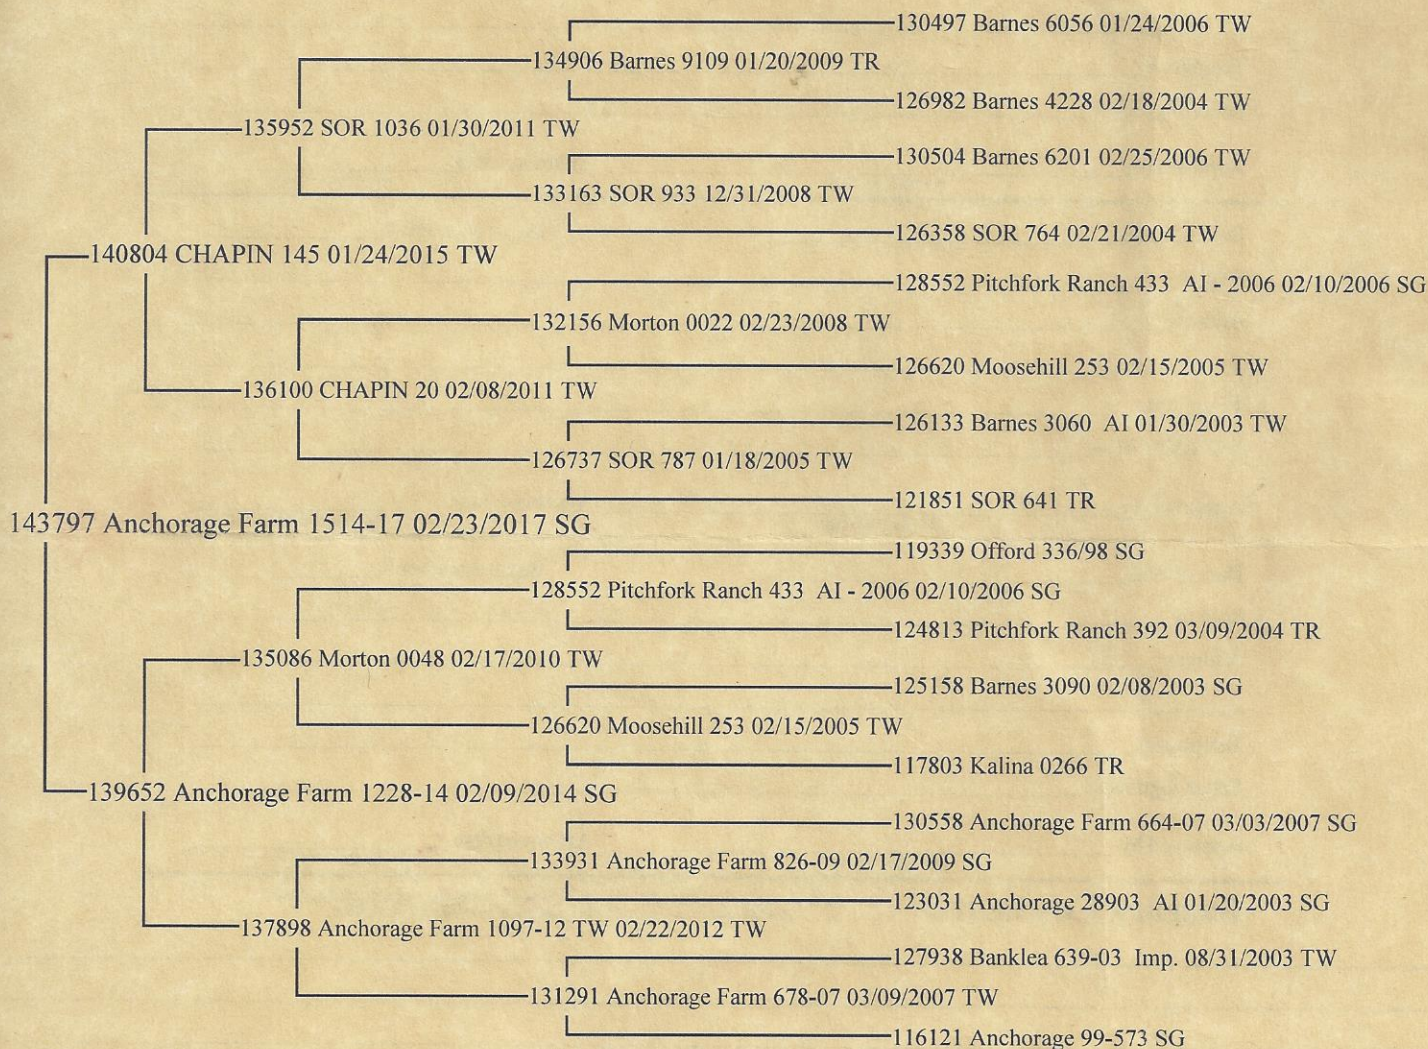 130497 Barnes 6056 01/24/2006 TW
134906 Barnes 9109 01/20/2009 TR
126982 Barnes 4228 02/18/2004 TW
135952 SOR 1036 01/30/2011 TW
130504 Barnes 6201 02/25/2006 TW
133163 SOR 933 12/31/2008 TW
126358 SOR 764 02/21/2004 TW
140804 CHAPIN 145 01/24/2015 TW
128552 Pitchfork Ranch 433 AI - 2006 02/10/2006 SG
132156 Morton 0022 02/23/2008 TW
126620 Moosehill 253 02/15/2005 TW
136100 CHAPIN 20 02/08/2011 TW
126133 Barnes 3060 AI 01/30/2003 TW
126737 SOR 787 01/18/2005 TW
121851 SOR 641 TR
143797 Anchorage Farm 1514-17 02/23/2017 SG
119339 Offord 336/98 SG
128552 Pitchfork Ranch 433 AI - 2006 02/10/2006 SG
124813 Pitchfork Ranch 392 03/09/2004 TR
135086 Morton 0048 02/17/2010 TW
125158 Barnes 3090 02/08/2003 SG
126620 Moosehill 253 02/15/2005 TW
117803 Kalina 0266 TR
139652 Anchorage Farm 1228-14 02/09/2014 SG
130558 Anchorage Farm 664-07 03/03/2007 SG
133931 Anchorage Farm 826-09 02/17/2009 SG
123031 Anchorage 28903 AI 01/20/2003 SG
137898 Anchorage Farm 1097-12 TW 02/22/2012 TW
127938 Banklea 639-03 Imp. 08/31/2003 TW
131291 Anchorage Farm 678-07 03/09/2007 TW
116121 Anchorage 99-573 SG